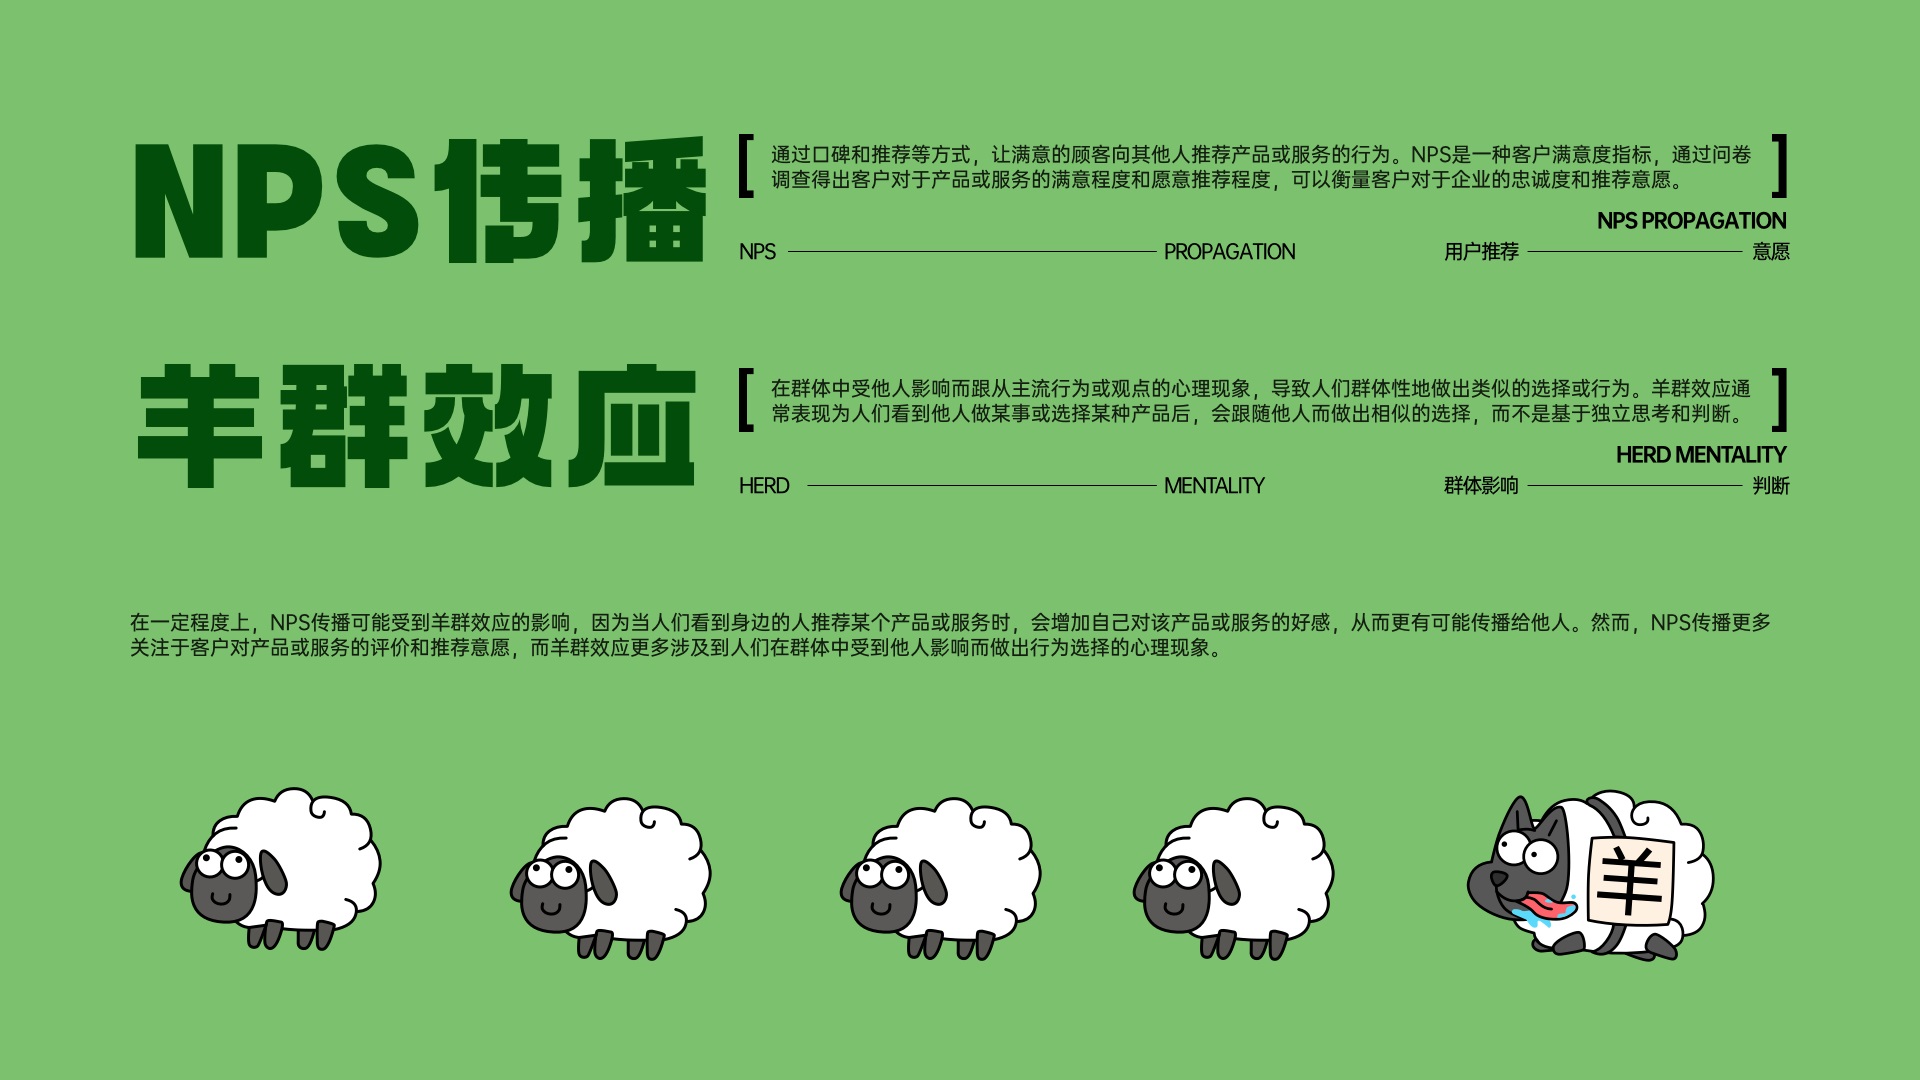 NPS传播
通过口碑和推荐等方式，让满意的顾客向其他人推荐产品或服务的行为。NPS是一种客户满意度指标，通过问卷
调查得出客户对于产品或服务的满意程度和愿意推荐程度，可以衡量客户对于企业的忠诚度和推荐意愿。
NPS PROPAGATION
NPS PROPAGATION 用户推荐 意愿
羊群效应
在群体中受他人影响而跟从主流行为或观点的心理现象，导致人们群体性地做出类似的选择或行为。羊群效应通
常表现为人们看到他人做某事或选择某种产品后，会跟随他人而做出相似的选择，而不是基于独立思考和判断。
HERD MENTALITY
HERD MENTALITY 群体影响 判断
在一定程度上，NPS传播可能受到羊群效应的影响，因为当人们看到身边的人推荐某个产品或服务时，会增加自己对该产品或服务的好感，从而更有可能传播给他人。然而，NPS传播更多
关注于客户对产品或服务的评价和推荐意愿，而羊群效应更多涉及到人们在群体中受到他人影响而做出行为选择的心理现象。
羊